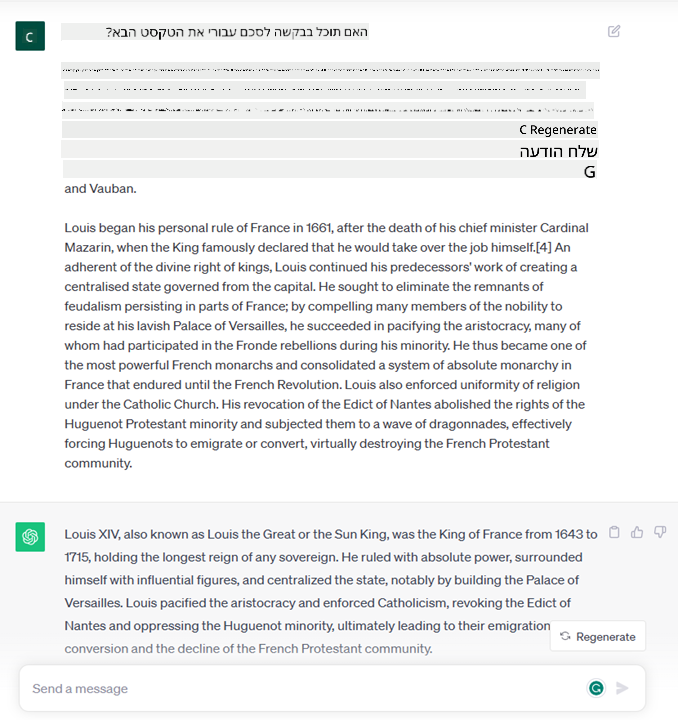 C
האם תוכל בבקשה לסכם עבורי את הטקסט הבא?
C Regenerate
שלח הודעה
G
and Vauban.
Louis began his personal rule of France in 1661, after the death of his chief minister Cardinal
Mazarin, when the King famously declared that he would take over the job himself.[4] An
adherent of the divine right of kings, Louis continued his predecessors' work of creating a
centralised state governed from the capital. He sought to eliminate the remnants of
feudalism persisting in parts of France; by compelling many members of the nobility to
reside at his lavish Palace of Versailles, he succeeded in pacifying the aristocracy, many of
whom had participated in the Fronde rebellions during his minority. He thus became one of
the most powerful French monarchs and consolidated a system of absolute monarchy in
France that endured until the French Revolution. Louis also enforced uniformity of religion
under the Catholic Church. His revocation of the Edict of Nantes abolished the rights of the
Huguenot Protestant minority and subjected them to a wave of dragonnades, effectively
forcing Huguenots to emigrate or convert, virtually destroying the French Protestant
community.
Louis XIV, also known as Louis the Great or the Sun King, was the King of France from 1643 to
1715, holding the longest reign of any sovereign. He ruled with absolute power, surrounded
himself with influential figures, and centralized the state, notably by building the Palace of
Versailles. Louis pacified the aristocracy and enforced Catholicism, revoking the Edict of
Nantes and oppressing the Huguenot minority, ultimately leading to their emigration
Regenerate
conversion and the decline of the French Protestant community.
Send a message